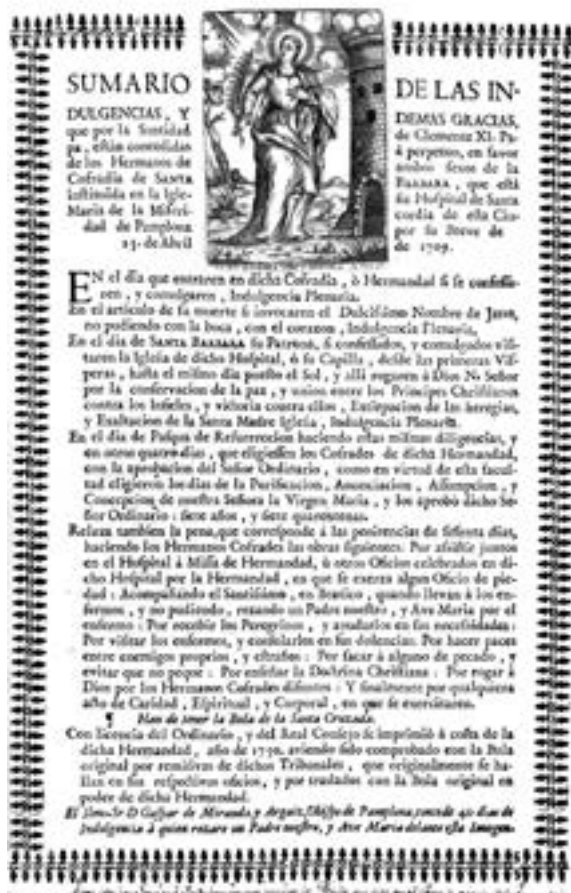 SUMARIO DE LAS IN-
DULGENCIAS, Y DEMAS GRACIAS,
que por la Santidad de Clemente XI. Pa-
pa, estàn concedidas à perpetuo, en favor
de los Hermanos de ambos sexos de la
Cofradia de SANTA BARBARA, que està
instituida en la Igle- sia Hospital de Santa
Maria de la Miseri- cordia de esta Ciu-
dad de Pamplona por su Breve de
15. de Abril de 1709.
EN el dia que entraren en dicha Cofradia, ò Hermandad si se confessa-
ren, y comulgaren, Indulgencia Plenaria.
En el articulo de su muerte si invocaren el Dulcissimo Nombre de JESUS,
no pudiendo con la boca, con el corazon, Indulgencia Plenaria.
En el dia de SANTA BARBARA su PATRONA, si confessados, y comulgados visi-
taren la Iglesia de dicho Hospital, ò su Capilla, desde las primeras Vis-
peras, hasta el mismo dia puesto el Sol, y alli rogaren à Dios Nº Señor
por la conservacion de la paz, y union entre los Principes Christianos
contra los Infieles, y victoria contra ellos, Extirpacion de las heregias,
y Exaltacion de la Santa Madre Iglesia, Indulgencia Plenaria.
En el dia de Pasqua de Resurreccion haciendo estas mismas diligencias, y
en otros quatro dias, que eligiessen los Cofrades de dicha Hermandad,
con la aprobacion del Señor Ordinario, como en virtud de esta facul-
tad eligieron los dias de la Purificacion, Anunciacion, Assumpcion, y
Concepcion de nuestra Señora la Virgen Maria, y los aprobò dicho Se-
ñor Ordinario: siete años, y siete quarentenas.
Relaxa tambien la pena, que corresponde à las penitencias de sesenta dias,
haciendo los Hermanos Cofrades las obras siguientes: Por assistir juntos
en el Hospital à Missa de Hermandad, ù otros Oficios celebrados en di-
cho Hospital por la Hermandad, en que se exerza algun Oficio de pie-
dad: Acompañando el Santissimo, en Beatico, quando llevan à los en-
fermos, y no pudiendo, rezando un Padre nuestro, y Ave Maria por el
enfermo: Por recibir los Peregrinos, y ayudarlos en sus necessidades:
Por visitar los enfermos, y consolarlos en sus dolencias: Por hacer paces
entre enemigos proprios, y estraños: Por sacar à alguno de pecado, y
evitar que no peque: Por enseñar la Doctrina Christiana: Por rogar à
Dios por los Hermanos Cofrades difuntos: Y finalmente por qualquiera
acto de Caridad, Espiritual, y Corporal, en que se exercitaren.
¶ Han de tener la Bula de la Santa Cruzada.
Con licencia del Ordinario, y del Real Consejo se imprimiò à costa de la
dicha Hermandad, año de 1750. aviendo sido comprobado con la Bula
original por remisivas de dichos Tribunales, que originalmente se ha-
llan en sus respectivos oficios, y por traslados con la Bula original en
poder de dicha Hermandad.
El Ilmo. Sr D Gaspar de Miranda, y Argaiz, Obispo de Pamplona, concede 40 dias de
Indulgencia à quien rezare un Padre nuestro, y Ave Maria delante esta Imagen.